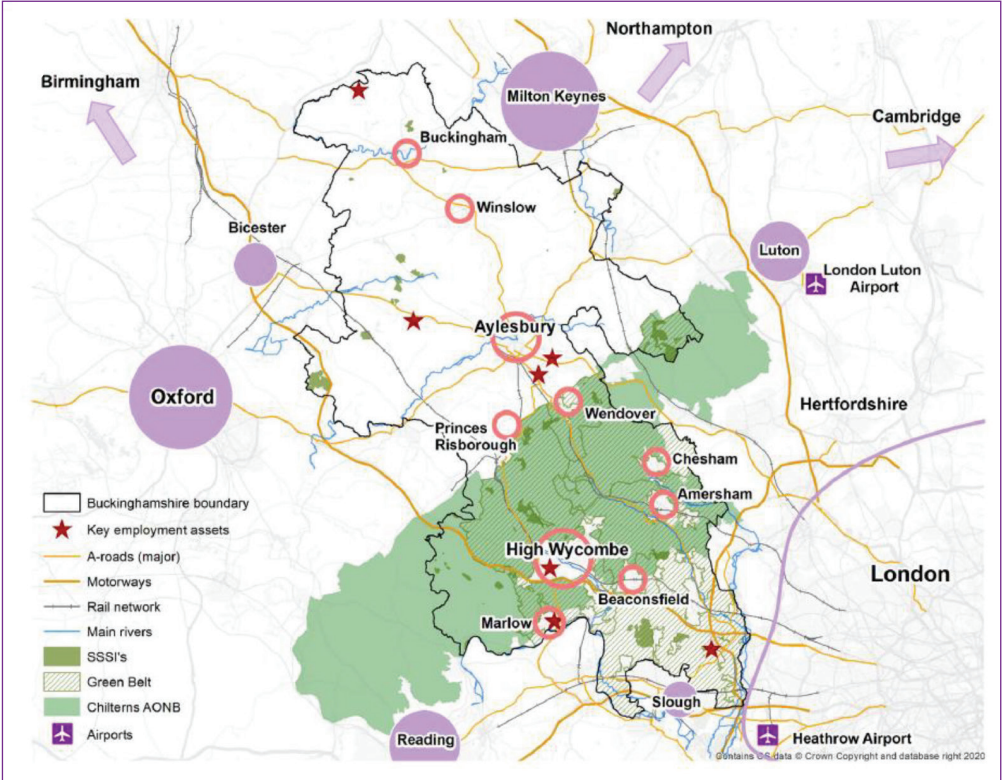 Northampton
Birmingham
Milton Keynes
Cambridge
Buckingham
Winslow
Bicester
Luton
London Luton
Airport
Aylesbury
Oxford
Wendover
Hertfordshire
Princes
Risborough
Chesham
Amersham
High Wycombe
London
Beaconsfield
Marlow
Slough
Reading
Heathrow Airport
Buckinghamshire boundary
Key employment assets
A-roads (major)
Motorways
Rail network
Main rivers
SSSI's
Green Belt
Chilterns AONB
Airports
Contains OS data © Crown Copyright and database right 2020